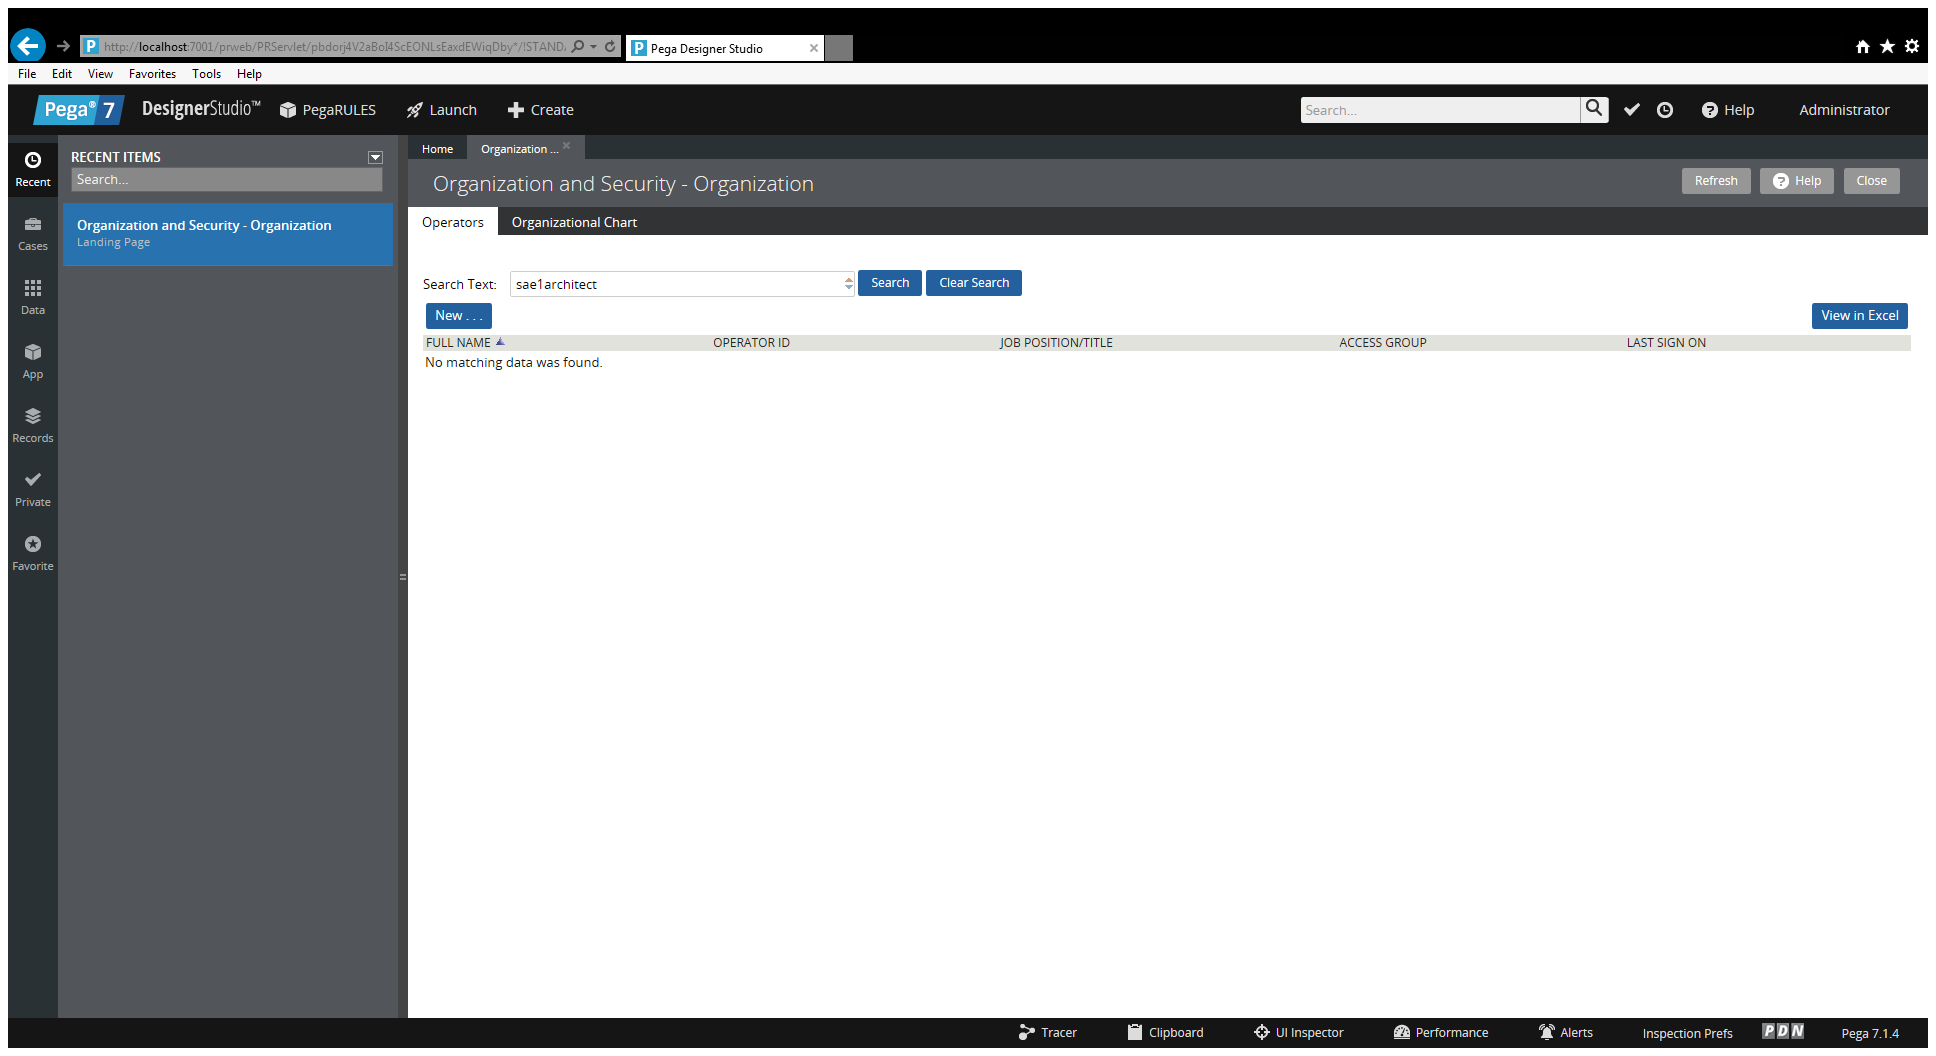 http://localhost:7001/prweb/PRServlet/pbdorj4V2aBoI4ScEONLsEaxdEWiqDby*/!STAND.
P Pega Designer Studio
File Edit View Favorites Tools Help
Pega® 7 DesignerStudio™ PegaRULES Launch Create Search... Help Administrator
Recent
RECENT ITEMS
Search...
Organization and Security - Organization
Landing Page
Cases
Data
App
Records
Private
Favorite
Home Organization ...
Organization and Security - Organization
Refresh Help Close
Operators Organizational Chart
Search Text: sae1architect Search Clear Search
New . . . View in Excel
FULL NAME OPERATOR ID JOB POSITION/TITLE ACCESS GROUP LAST SIGN ON
No matching data was found.
Tracer Clipboard UI Inspector Performance Alerts Inspection Prefs PDN Pega 7.1.4